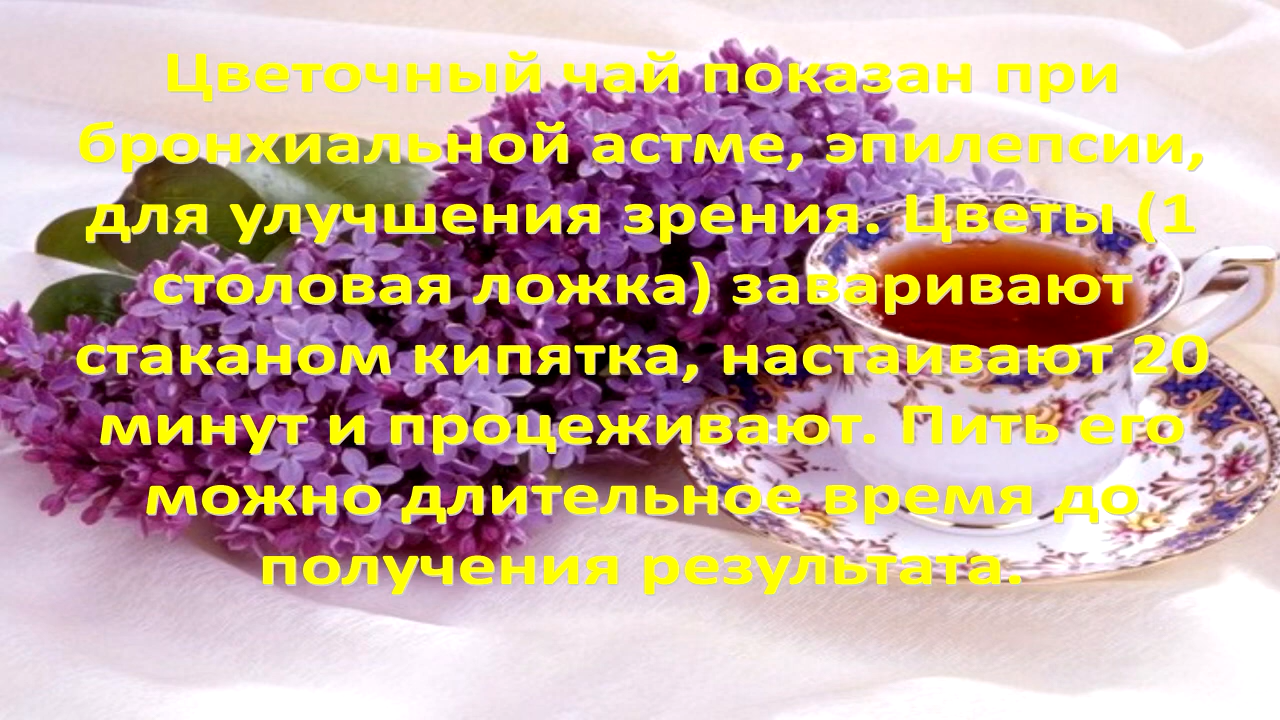 Цветочный чай показан при
бронхиальной астме, эпилепсии,
для улучшения зрения. Цветы (1
столовая ложка) заваривают
стаканом кипятка, настаивают 20
минут и процеживают. Пить его
можно длительное время до
получения результата.